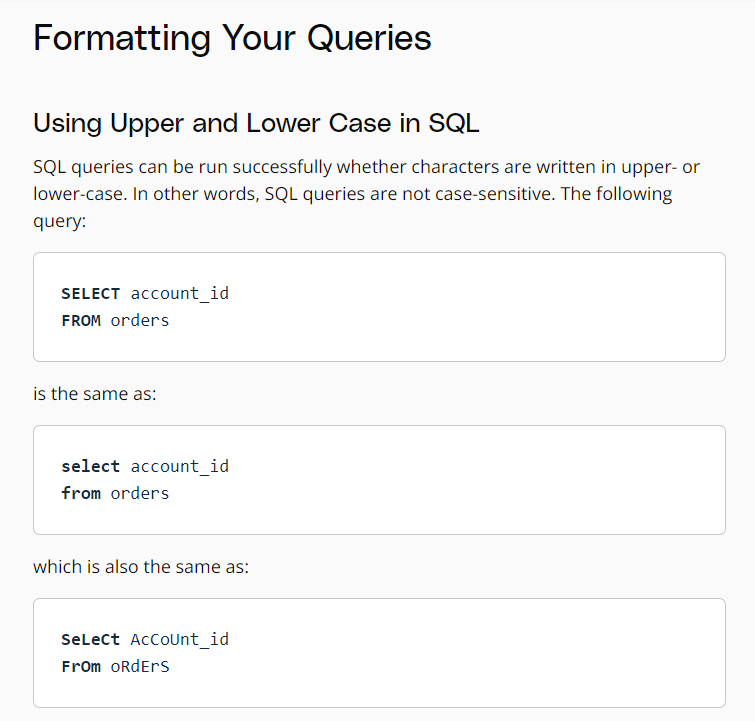 Formatting Your Queries
Using Upper and Lower Case in SQL
SQL queries can be run successfully whether characters are written in upper- or
lower-case. In other words, SQL queries are not case-sensitive. The following
query:
SELECT account_id
FROM orders
is the same as:
select account_id
from orders
which is also the same as:
SeLeCt AcCoUnt_id
FrOm oRdErS